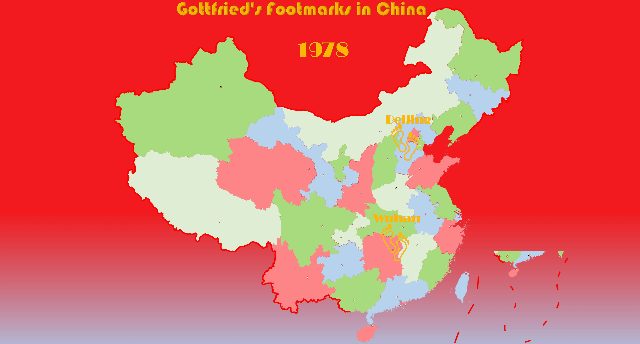 Gottfried's Footmarks in China
1978
Beijing
Wuhan